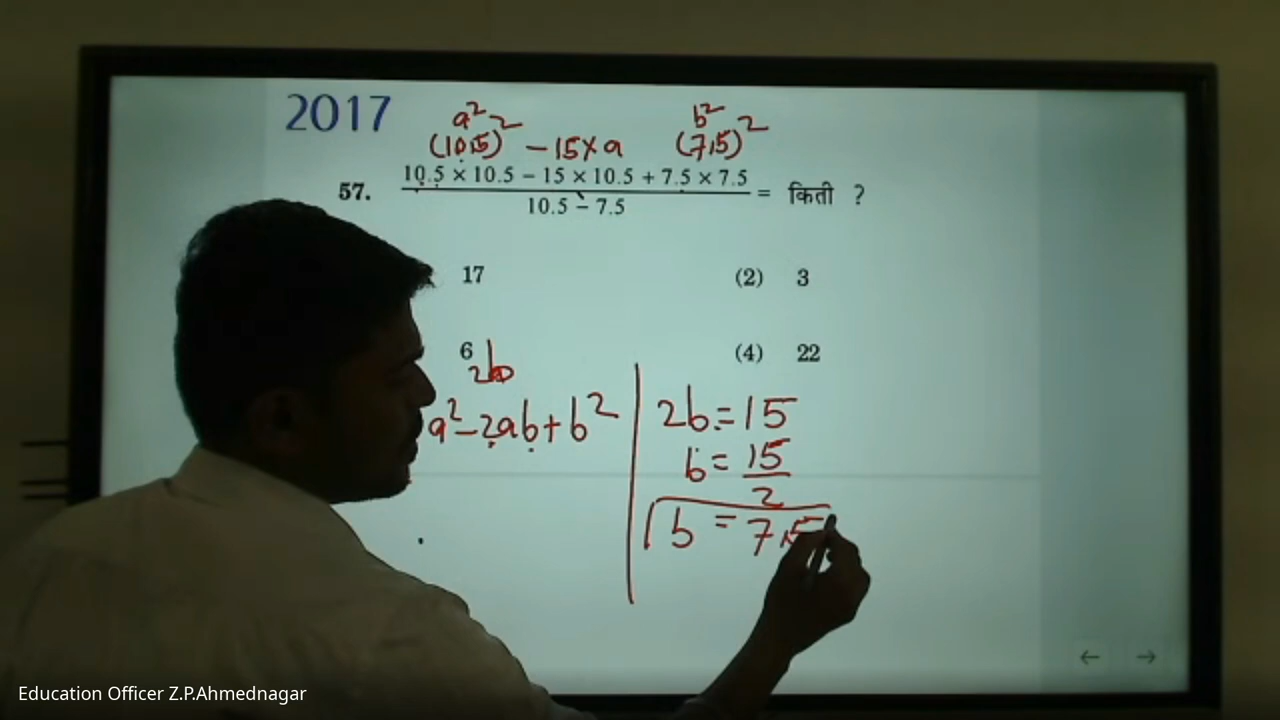 2017
a² b²
(10.5)² - 15×a (7.5)²
57. 10.5 × 10.5 − 15 × 10.5 + 7.5 × 7.5
10.5 − 7.5
= किती ?
17 (2) 3
6 (4) 22
2b
a²-2ab+b²
2b=15
b=15
2
b=7.5
← →
Education Officer Z.P.Ahmednagar